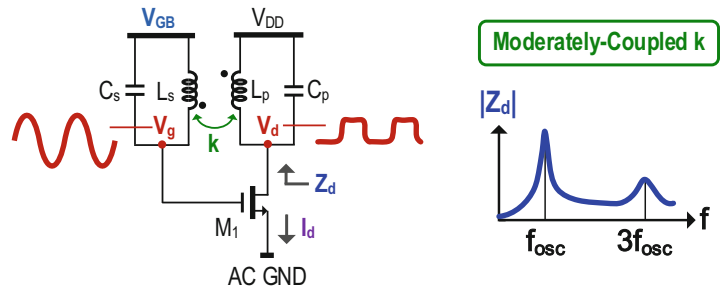 V_GB
V_DD
C_s
L_s
L_p
C_p
V_g
k
V_d
Z_d
M_1
I_d
AC GND
Moderately-Coupled k
|Z_d|
f
f_osc
3f_osc